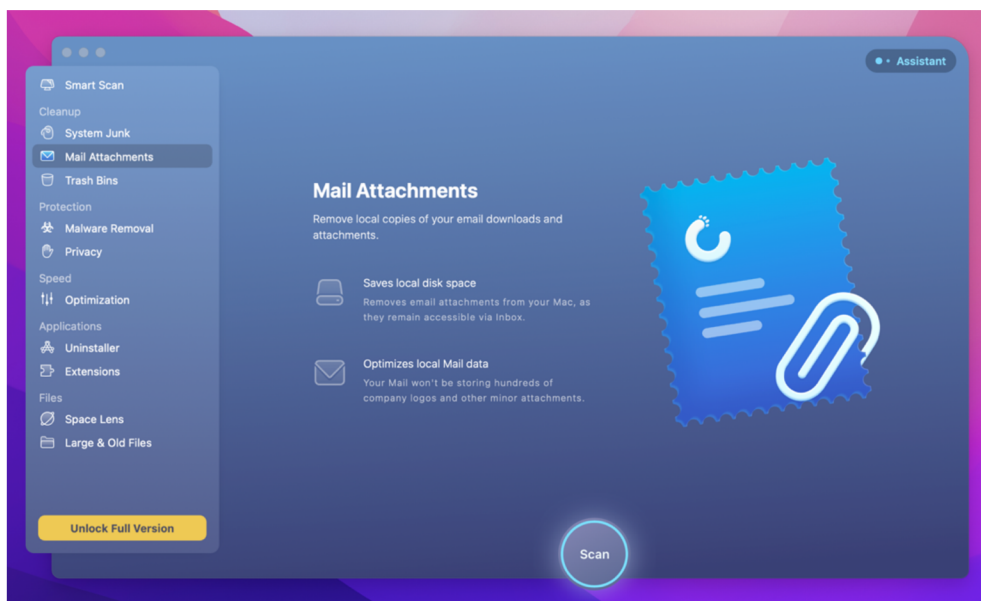 Assistant
Smart Scan
Cleanup
System Junk
Mail Attachments
Trash Bins
Protection
Malware Removal
Privacy
Speed
Optimization
Applications
Uninstaller
Extensions
Files
Space Lens
Large & Old Files
Unlock Full Version
Mail Attachments
Remove local copies of your email downloads and
attachments.
Saves local disk space
Removes email attachments from your Mac, as
they remain accessible via Inbox.
Optimizes local Mail data
Your Mail won't be storing hundreds of
company logos and other minor attachments.
Scan